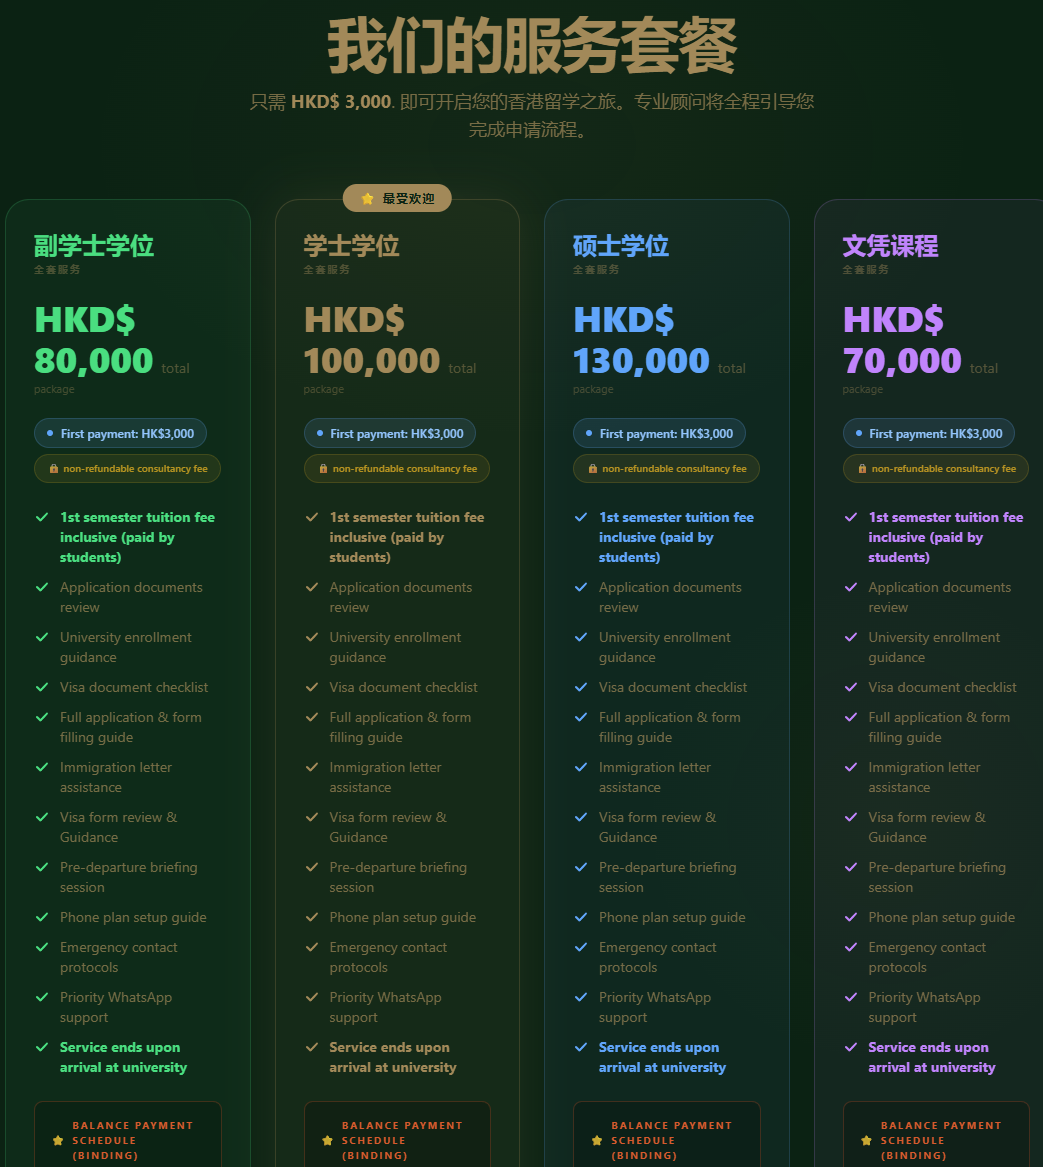 我们的服务套餐
只需 HKD$ 3,000. 即可开启您的香港留学之旅。专业顾问将全程引导您
完成申请流程。
副学士学位
全套服务
HKD$
80,000 total
package
First payment: HK$3,000
non-refundable consultancy fee
1st semester tuition fee
inclusive (paid by
students)
Application documents
review
University enrollment
guidance
Visa document checklist
Full application & form
filling guide
Immigration letter
assistance
Visa form review &
Guidance
Pre-departure briefing
session
Phone plan setup guide
Emergency contact
protocols
Priority WhatsApp
support
Service ends upon
arrival at university
BALANCE PAYMENT
SCHEDULE
(BINDING)
最受欢迎
学士学位
全套服务
HKD$
100,000 total
package
First payment: HK$3,000
non-refundable consultancy fee
1st semester tuition fee
inclusive (paid by
students)
Application documents
review
University enrollment
guidance
Visa document checklist
Full application & form
filling guide
Immigration letter
assistance
Visa form review &
Guidance
Pre-departure briefing
session
Phone plan setup guide
Emergency contact
protocols
Priority WhatsApp
support
Service ends upon
arrival at university
BALANCE PAYMENT
SCHEDULE
(BINDING)
硕士学位
全套服务
HKD$
130,000 total
package
First payment: HK$3,000
non-refundable consultancy fee
1st semester tuition fee
inclusive (paid by
students)
Application documents
review
University enrollment
guidance
Visa document checklist
Full application & form
filling guide
Immigration letter
assistance
Visa form review &
Guidance
Pre-departure briefing
session
Phone plan setup guide
Emergency contact
protocols
Priority WhatsApp
support
Service ends upon
arrival at university
BALANCE PAYMENT
SCHEDULE
(BINDING)
文凭课程
全套服务
HKD$
70,000 total
package
First payment: HK$3,000
non-refundable consultancy fee
1st semester tuition fee
inclusive (paid by
students)
Application documents
review
University enrollment
guidance
Visa document checklist
Full application & form
filling guide
Immigration letter
assistance
Visa form review &
Guidance
Pre-departure briefing
session
Phone plan setup guide
Emergency contact
protocols
Priority WhatsApp
support
Service ends upon
arrival at university
BALANCE PAYMENT
SCHEDULE
(BINDING)